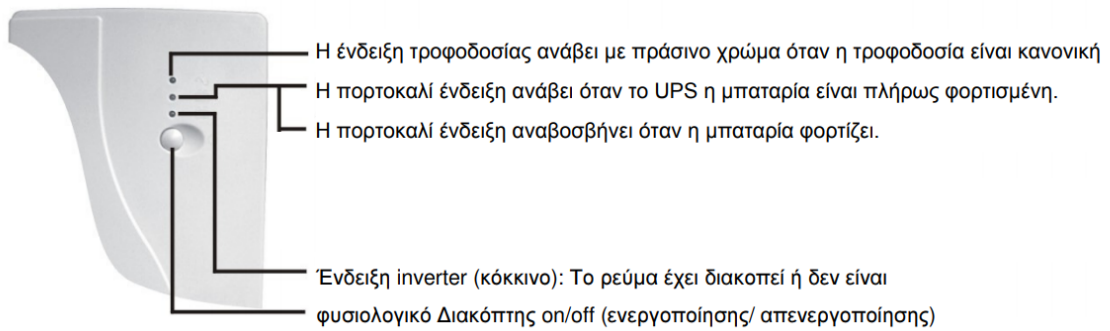 Η ένδειξη τροφοδοσίας ανάβει με πράσινο χρώμα όταν η τροφοδοσία είναι κανονική
Η πορτοκαλί ένδειξη ανάβει όταν το UPS η μπαταρία είναι πλήρως φορτισμένη.
Η πορτοκαλί ένδειξη αναβοσβήνει όταν η μπαταρία φορτίζει.
Ένδειξη inverter (κόκκινο): Το ρεύμα έχει διακοπεί ή δεν είναι
φυσιολογικό Διακόπτης on/off (ενεργοποίησης/ απενεργοποίησης)